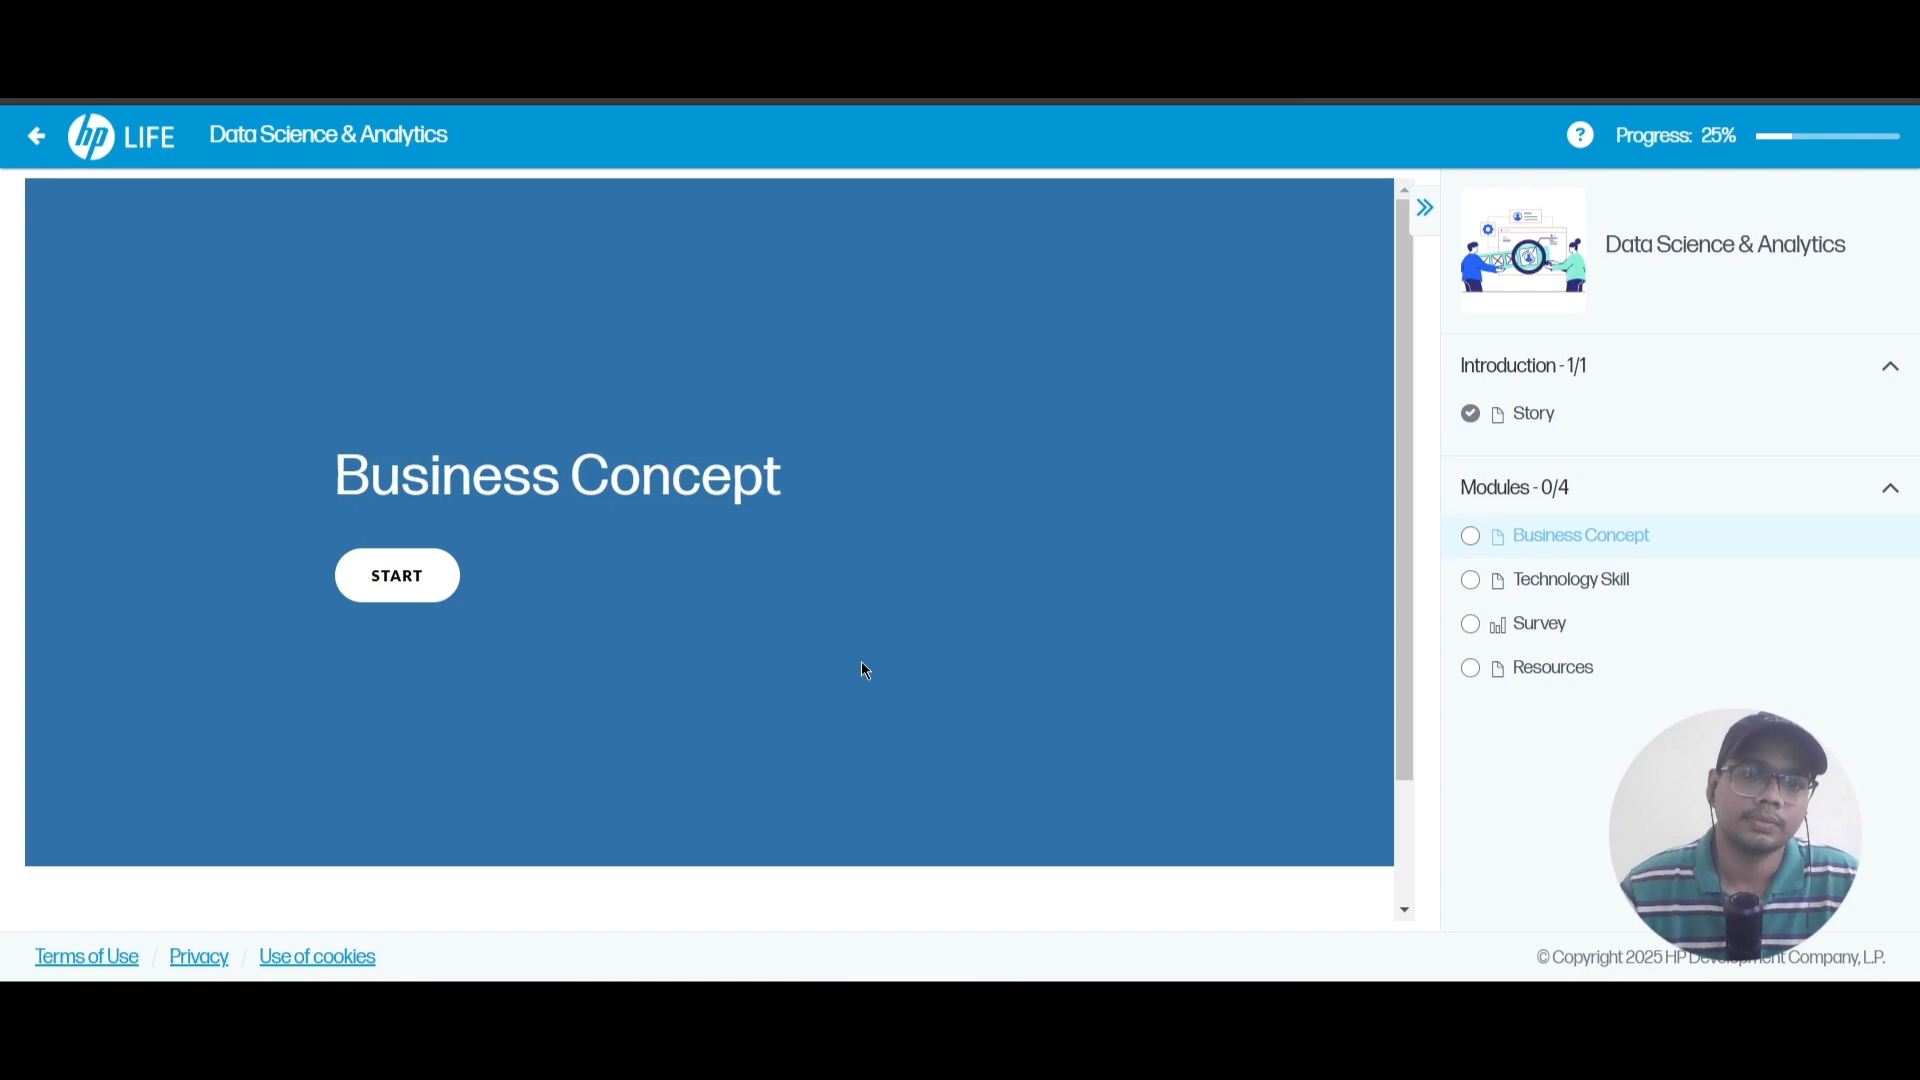 hp LIFE
Data Science & Analytics
?
Progress: 25%
Business Concept
START
Data Science & Analytics
Introduction - 1/1
Story
Modules - 0/4
Business Concept
Technology Skill
Survey
Resources
Terms of Use / Privacy / Use of cookies
© Copyright 2025 HP Development Company, L.P.